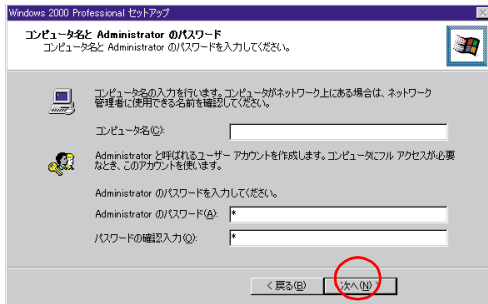 Windows 2000 Professional セットアップ
コンピュータ名と Administrator のパスワード
コンピュータ名と Administrator のパスワードを入力してください。
コンピュータ名の入力を行います。コンピュータがネットワーク上にある場合は、ネットワーク
管理者に使用できる名前を確認してください。
コンピュータ名(C):
Administrator と呼ばれるユーザー アカウントを作成します。コンピュータにフル アクセスが必要
なとき、このアカウントを使います。
Administrator のパスワードを入力してください。
Administrator のパスワード(A): *
パスワードの確認入力(O): *
< 戻る(B) 次へ(N) >